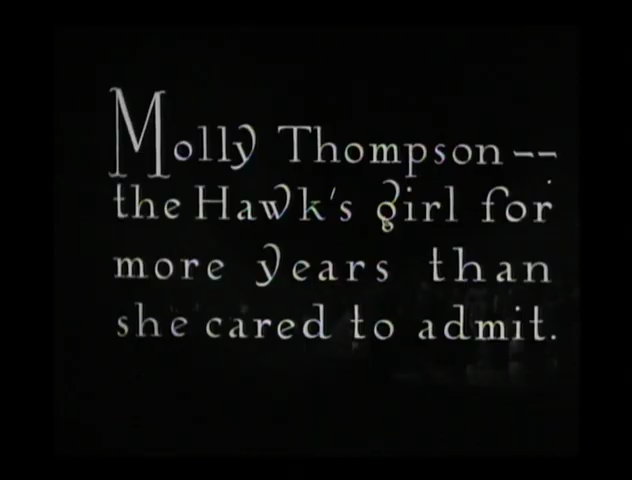 Molly Thompson --
the Hawk's girl for
more years than
she cared to admit.